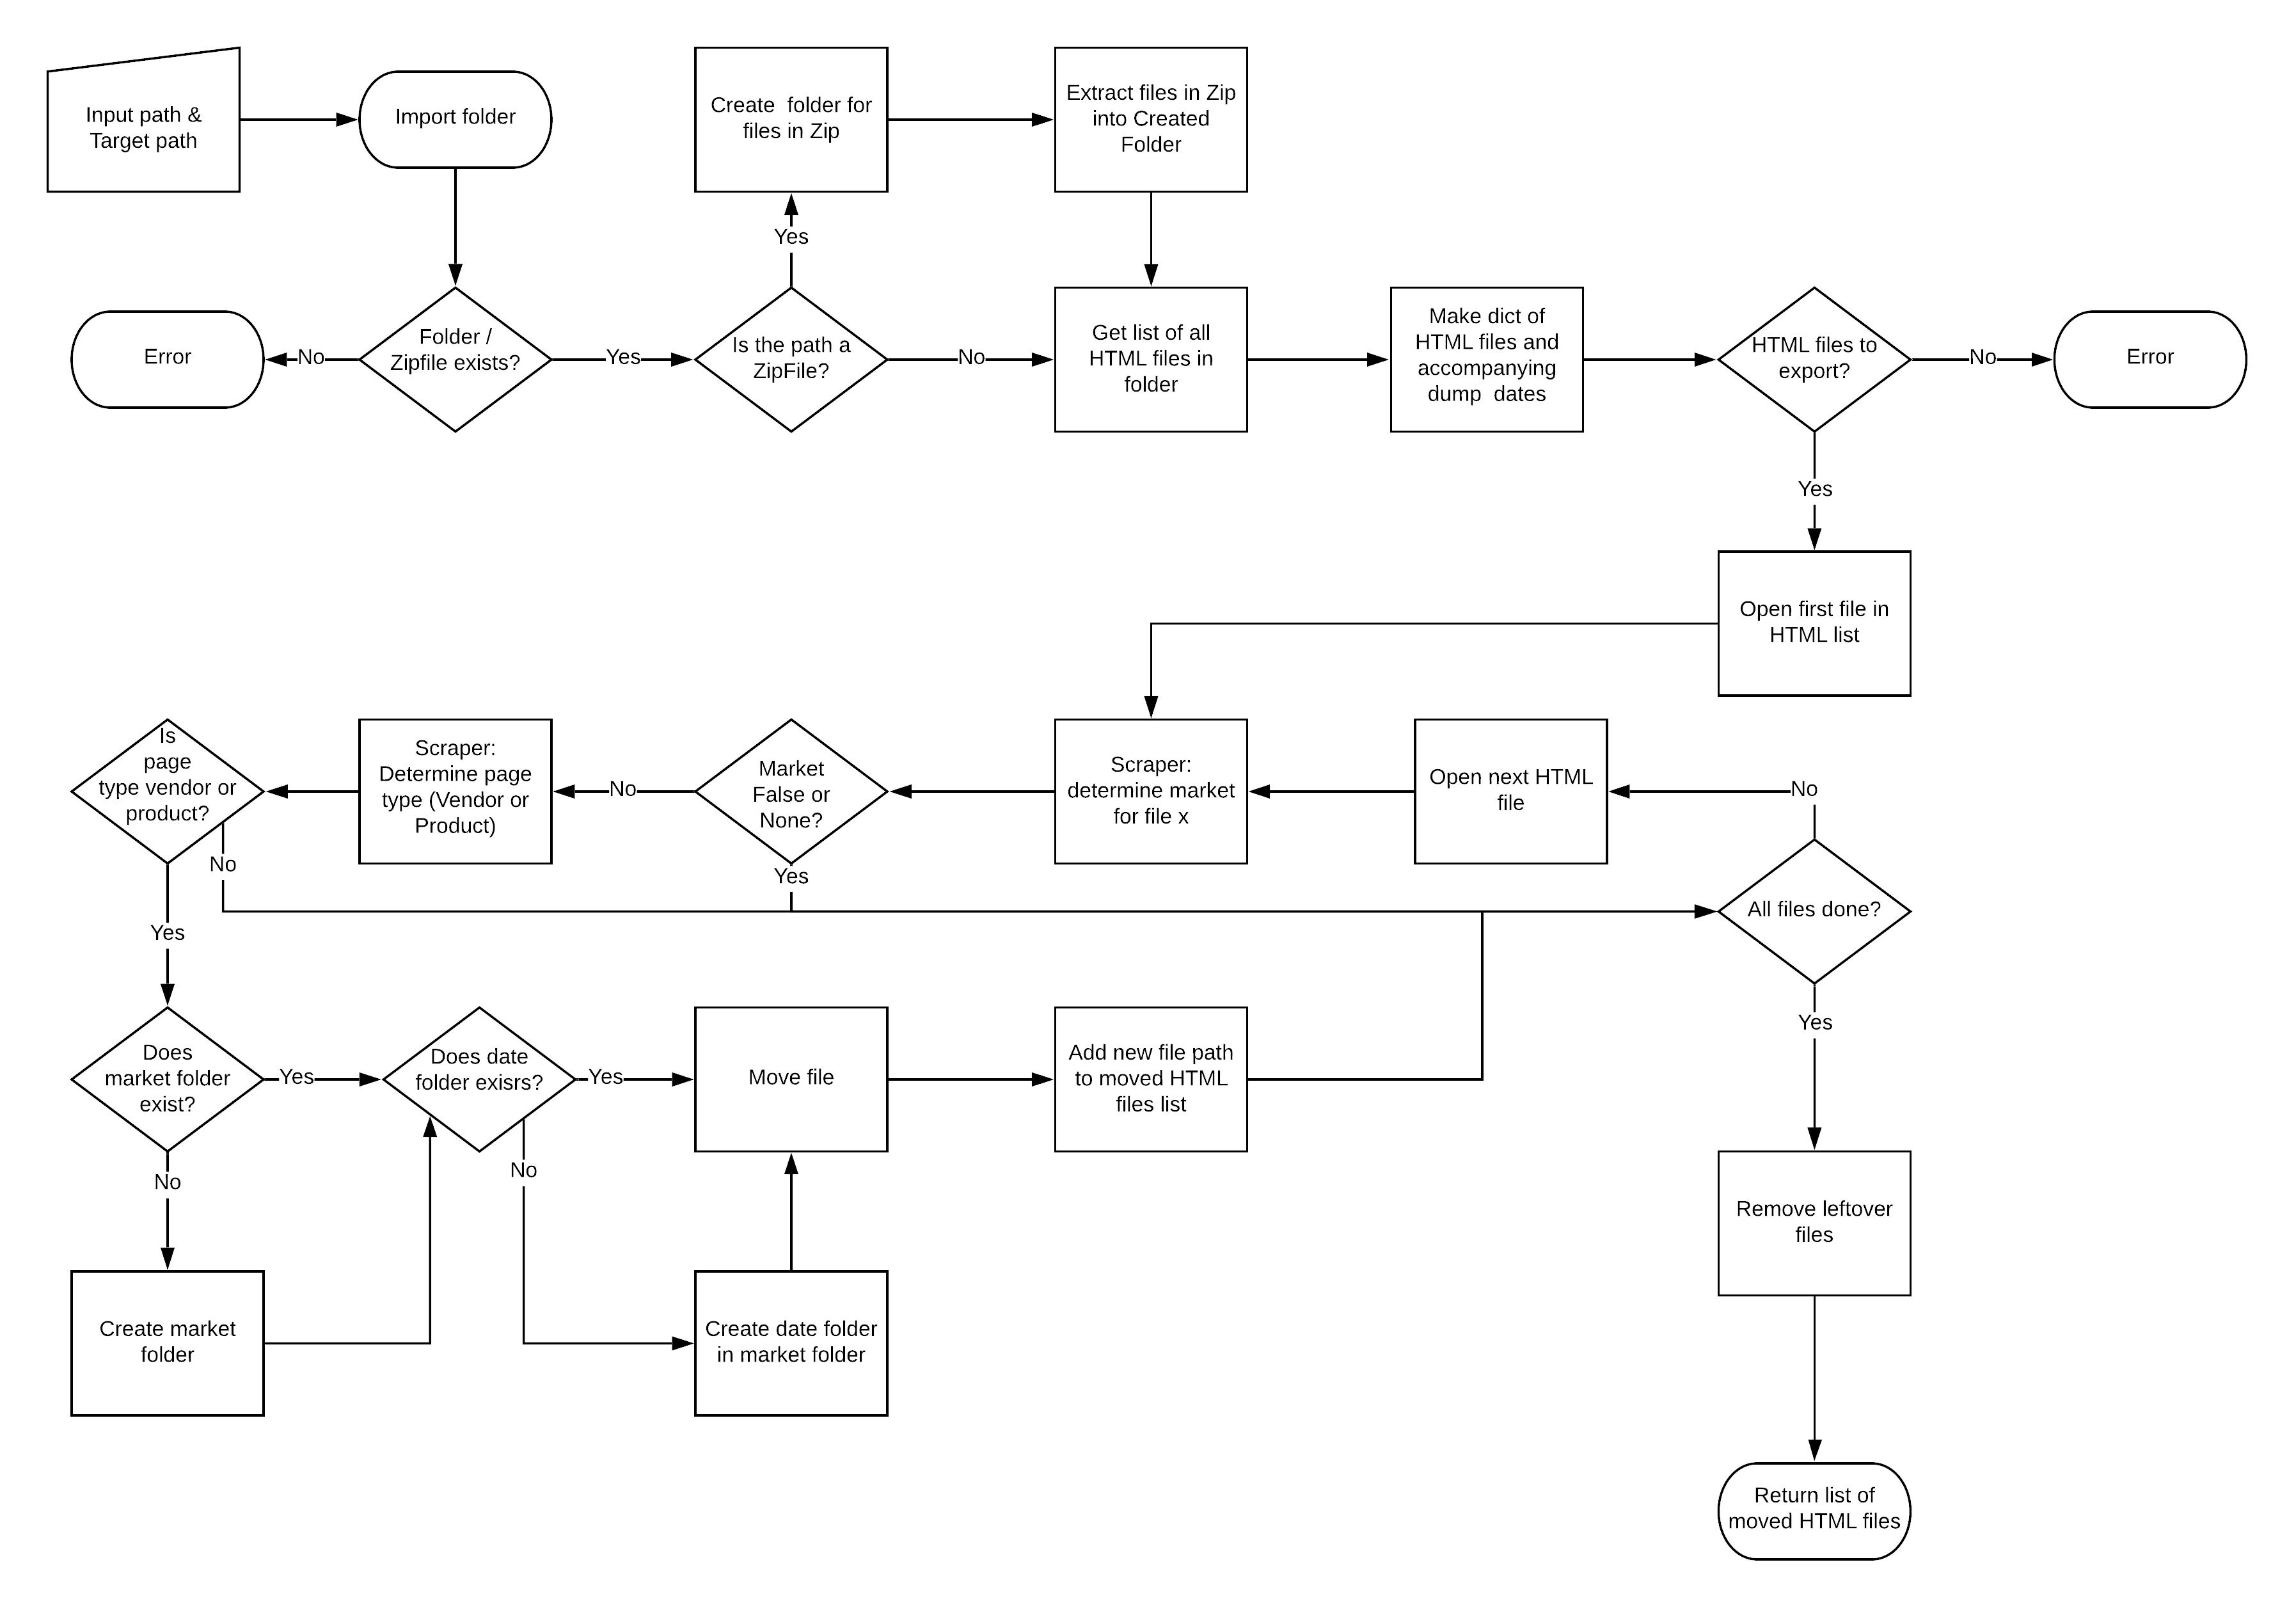 Input path &
Target path
Import folder
Create  folder for
files in Zip
Extract files in Zip
into Created
Folder
Yes
Error
No
Folder /
Zipfile exists?
Yes
Is the path a
ZipFile?
No
Get list of all
HTML files in
folder
Make dict of
HTML files and
accompanying
dump  dates
HTML files to
export?
No
Error
Yes
Open first file in
HTML list
Is
page
type vendor or
product?
Scraper:
Determine page
type (Vendor or
Product)
No
Market
False or
None?
Scraper:
determine market
for file x
Open next HTML
file
No
No
Yes
All files done?
Yes
Does
market folder
exist?
Yes
Does date
folder exisrs?
Yes
Move file
Add new file path
to moved HTML
files list
Yes
No
No
Remove leftover
files
Create market
folder
Create date folder
in market folder
Return list of
moved HTML files